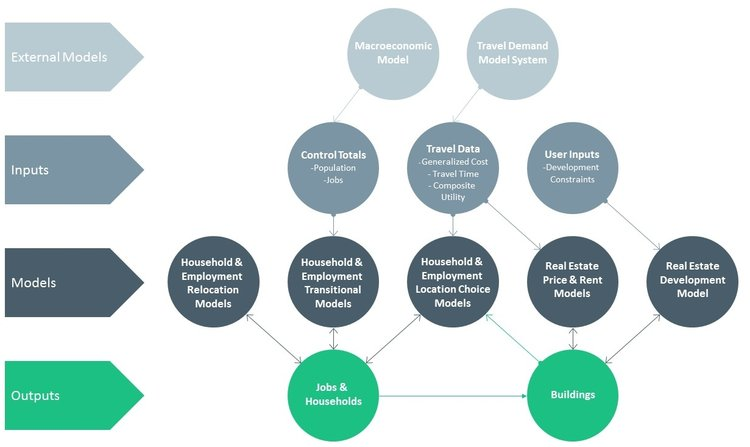 External Models
Macroeconomic
Model
Travel Demand
Model System
Inputs
Control Totals
-Population
-Jobs
Travel Data
-Generalized Cost
- Travel Time
- Composite
Utility
User Inputs
-Development
Constraints
Models
Household &
Employment
Relocation
Models
Household &
Employment
Transitional
Models
Household &
Employment
Location Choice
Models
Real Estate
Price & Rent
Models
Real Estate
Development
Model
Outputs
Jobs &
Households
Buildings